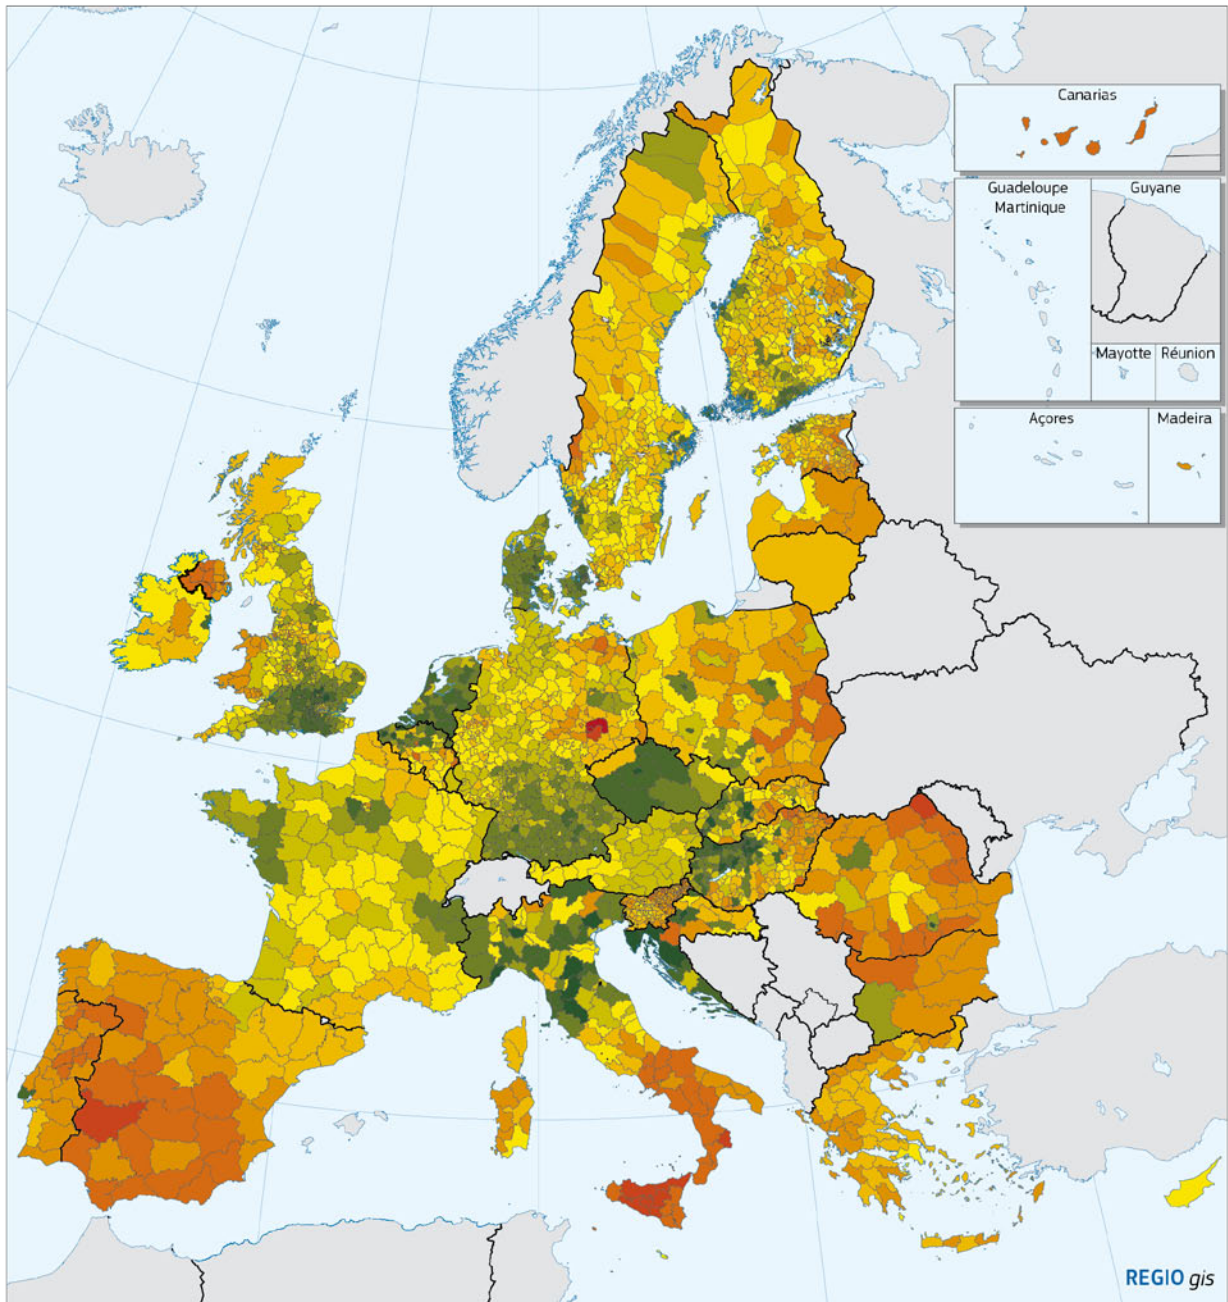 Canarias
Guadeloupe
Martinique
Guyane
Mayotte
Réunion
Açores
Madeira
REGIO gis